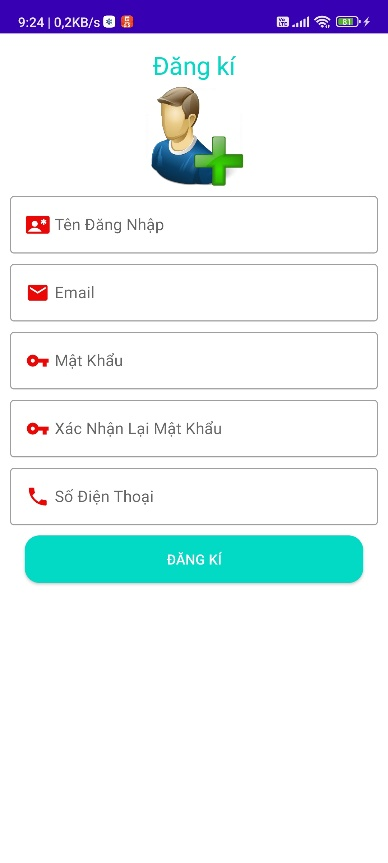 9:24 | 0,2KB/s
81
Đăng kí
Tên Đăng Nhập
Email
Mật Khẩu
Xác Nhận Lại Mật Khẩu
Số Điện Thoại
ĐĂNG KÍ